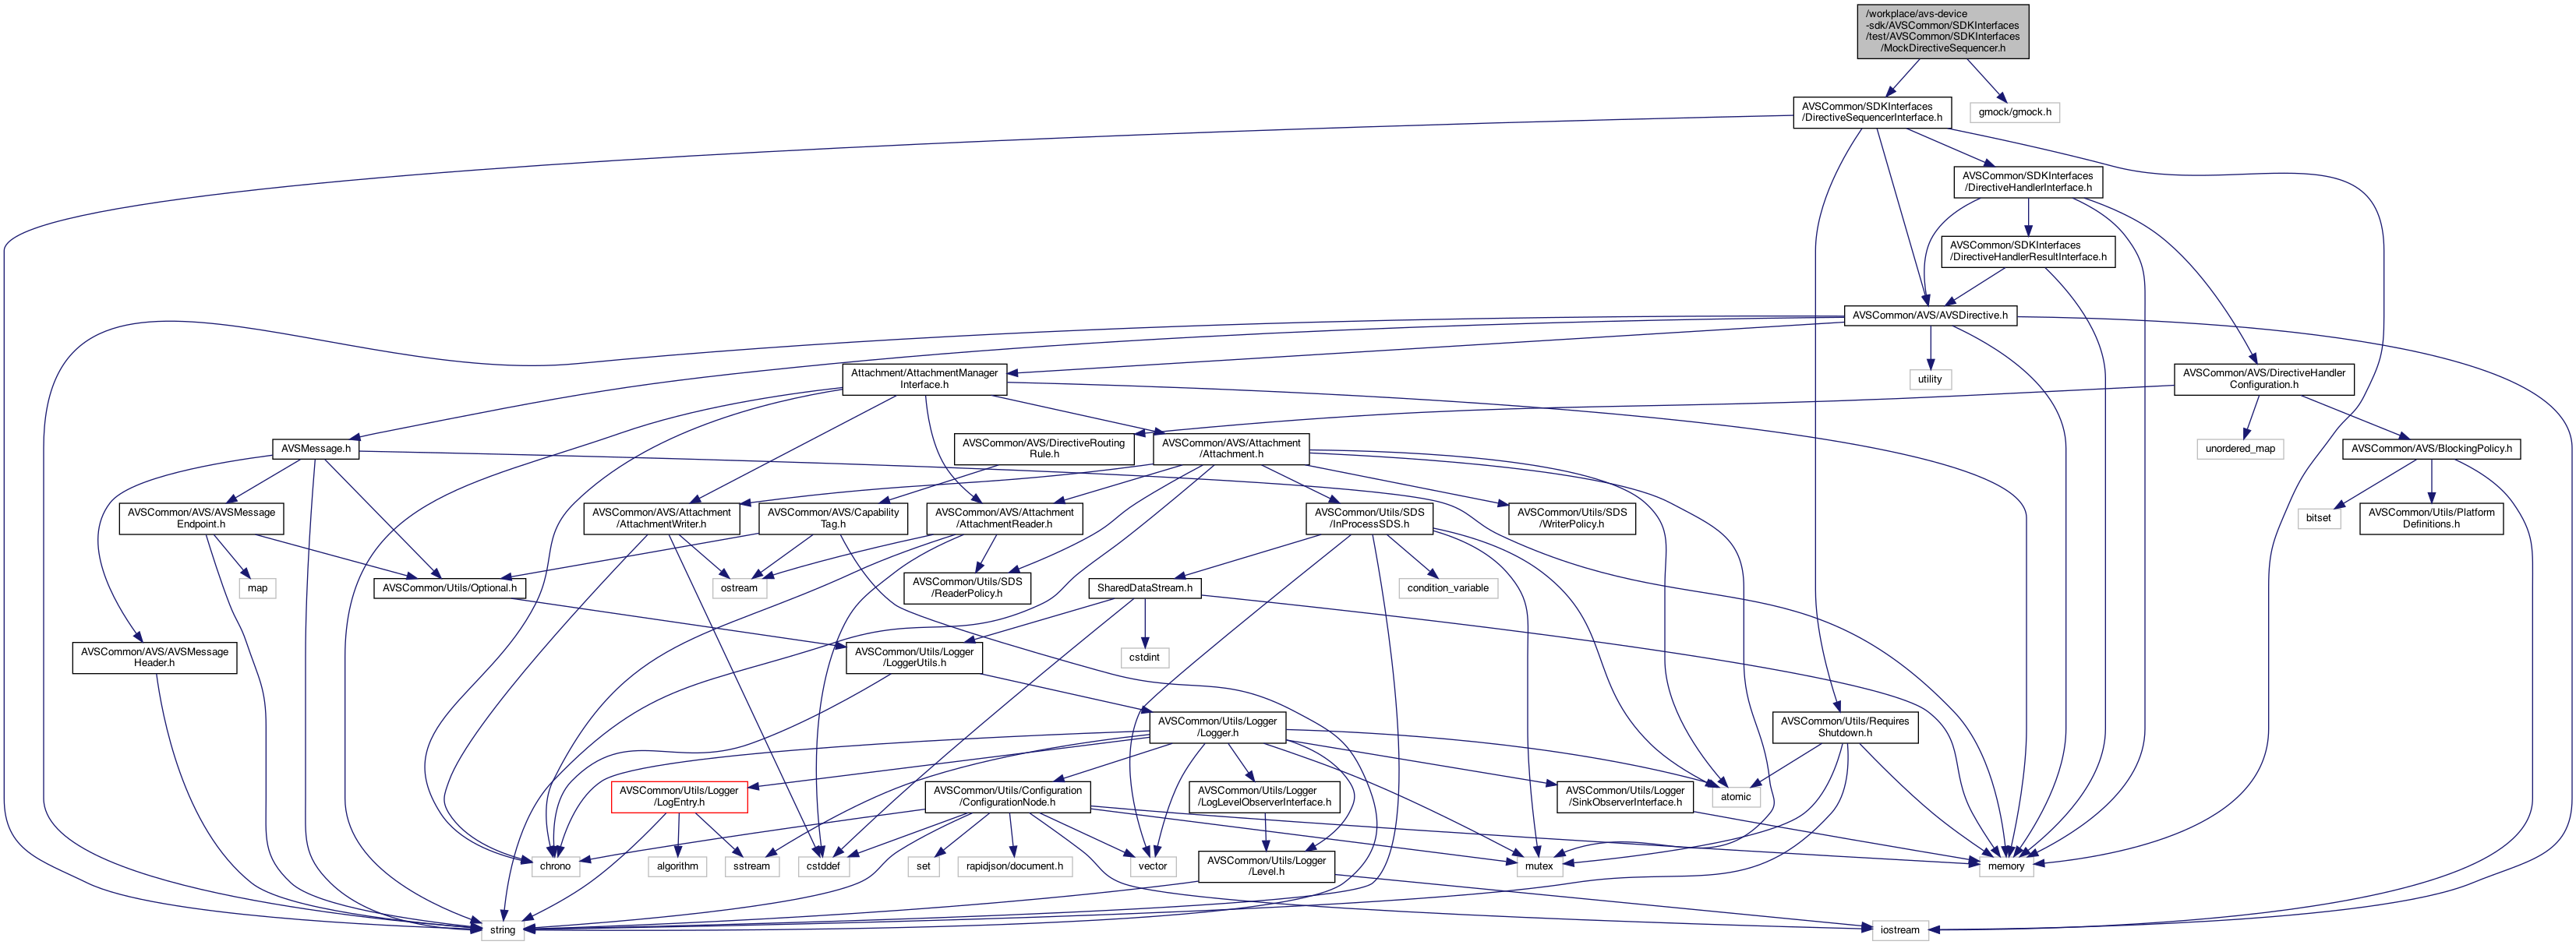 /workplace/avs-device
-sdk/AVSCommon/SDKInterfaces
/test/AVSCommon/SDKInterfaces
/MockDirectiveSequencer.h
AVSCommon/SDKInterfaces
/DirectiveSequencerInterface.h
gmock/gmock.h
AVSCommon/SDKInterfaces
/DirectiveHandlerInterface.h
AVSCommon/SDKInterfaces
/DirectiveHandlerResultInterface.h
AVSCommon/AVS/AVSDirective.h
Attachment/AttachmentManager
Interface.h
utility
AVSCommon/AVS/DirectiveHandler
Configuration.h
AVSMessage.h
AVSCommon/AVS/DirectiveRouting
Rule.h
AVSCommon/AVS/Attachment
/Attachment.h
unordered_map
AVSCommon/AVS/BlockingPolicy.h
AVSCommon/AVS/AVSMessage
Endpoint.h
AVSCommon/AVS/Attachment
/AttachmentWriter.h
AVSCommon/AVS/Capability
Tag.h
AVSCommon/AVS/Attachment
/AttachmentReader.h
AVSCommon/Utils/SDS
/InProcessSDS.h
AVSCommon/Utils/SDS
/WriterPolicy.h
bitset
AVSCommon/Utils/Platform
Definitions.h
map
AVSCommon/Utils/Optional.h
ostream
AVSCommon/Utils/SDS
/ReaderPolicy.h
SharedDataStream.h
condition_variable
AVSCommon/AVS/AVSMessage
Header.h
AVSCommon/Utils/Logger
/LoggerUtils.h
cstdint
AVSCommon/Utils/Logger
/Logger.h
AVSCommon/Utils/Requires
Shutdown.h
AVSCommon/Utils/Logger
/LogEntry.h
AVSCommon/Utils/Configuration
/ConfigurationNode.h
AVSCommon/Utils/Logger
/LogLevelObserverInterface.h
AVSCommon/Utils/Logger
/SinkObserverInterface.h
atomic
chrono
algorithm
sstream
cstddef
set
rapidjson/document.h
vector
AVSCommon/Utils/Logger
/Level.h
mutex
memory
string
iostream